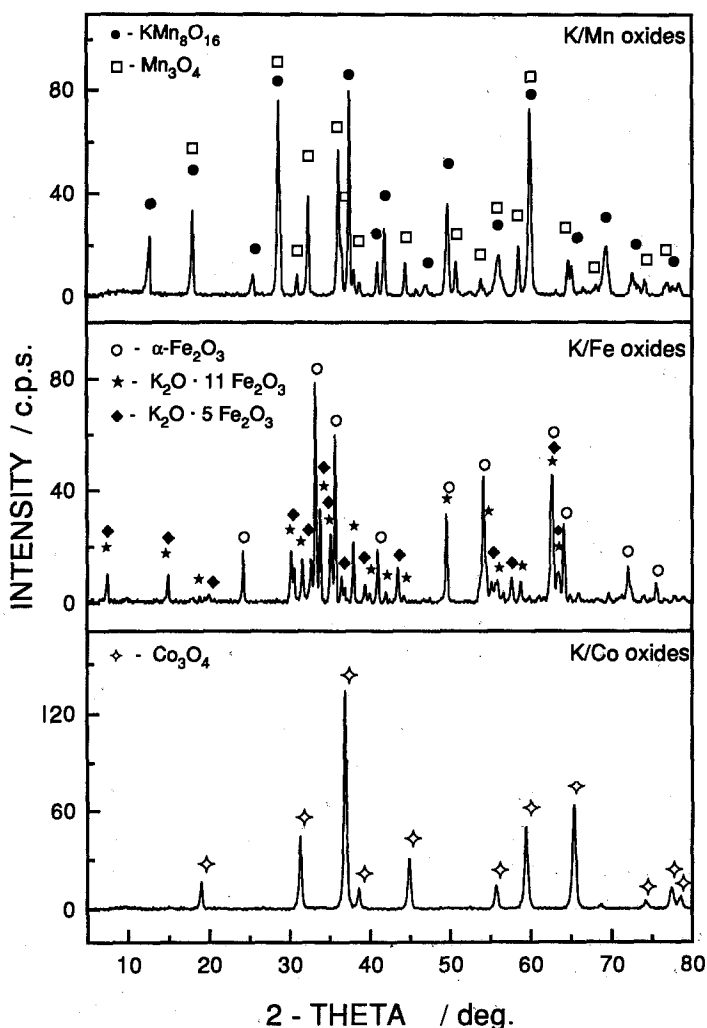 ● - KMn₈O₁₆ K/Mn oxides
□ - Mn₃O₄
80
40
0
○ - α-Fe₂O₃ K/Fe oxides
★ - K₂O · 11 Fe₂O₃
◆ - K₂O · 5 Fe₂O₃
80
40
0
✧ - Co₃O₄ K/Co oxides
120
60
0
INTENSITY / c.p.s.
10 20 30 40 50 60 70 80
2 - THETA / deg.